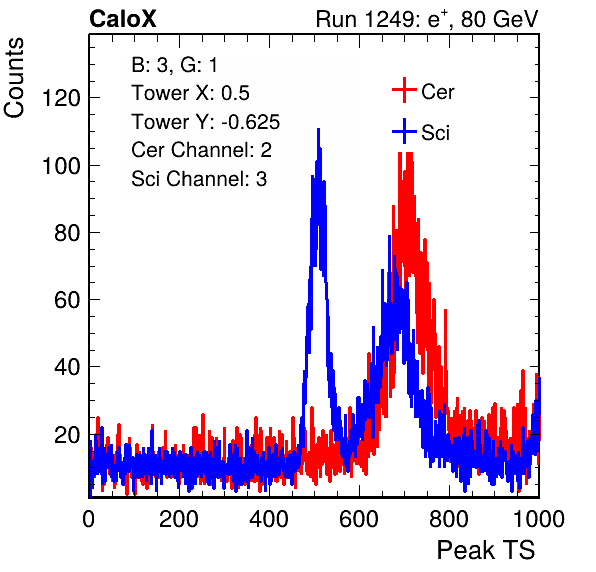 CaloX Run 1249: e⁺, 80 GeV
B: 3, G: 1
Tower X: 0.5
Tower Y: -0.625
Cer Channel: 2
Sci Channel: 3
Cer
Sci
Counts
120
100
80
60
40
20
0 200 400 600 800 1000
Peak TS